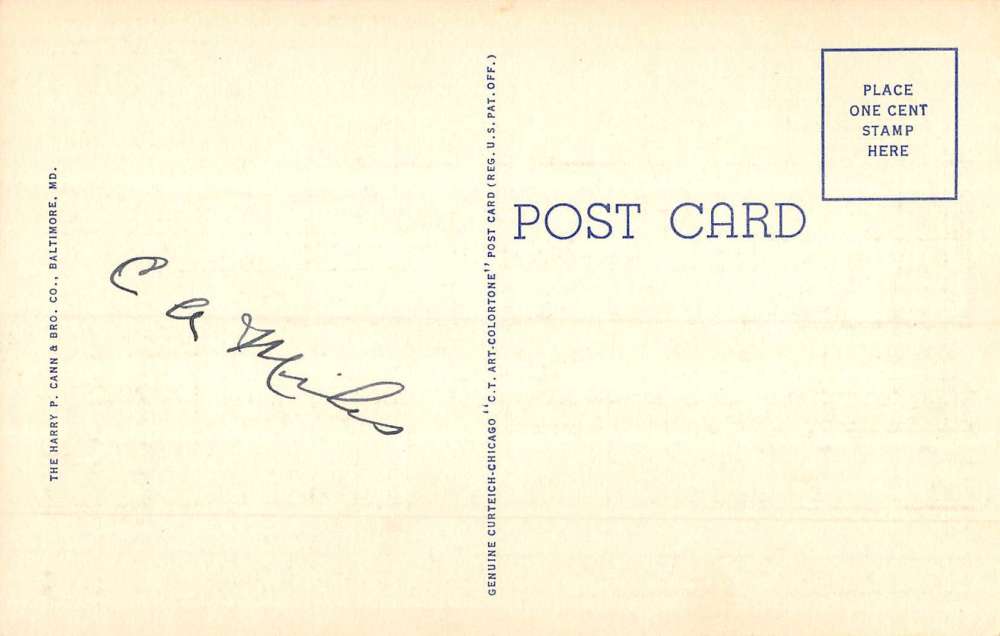 THE HARRY P. CANN & BRO. CO., BALTIMORE, MD.
C a Miles
GENUINE CURTEICH-CHICAGO "C.T. ART-COLORTONE" POST CARD (REG. U.S. PAT. OFF.)
POST CARD
PLACE
ONE CENT
STAMP
HERE